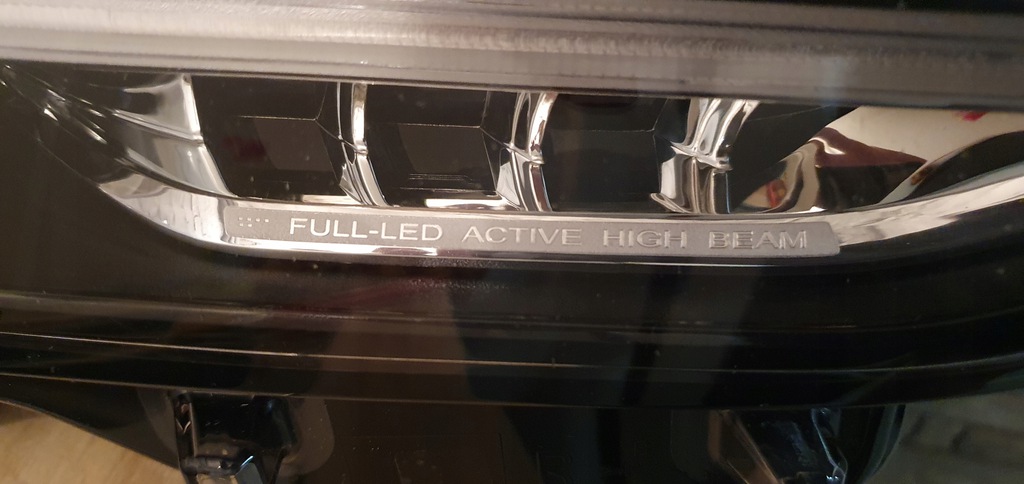 FULL-LED ACTIVE HIGH BEAM